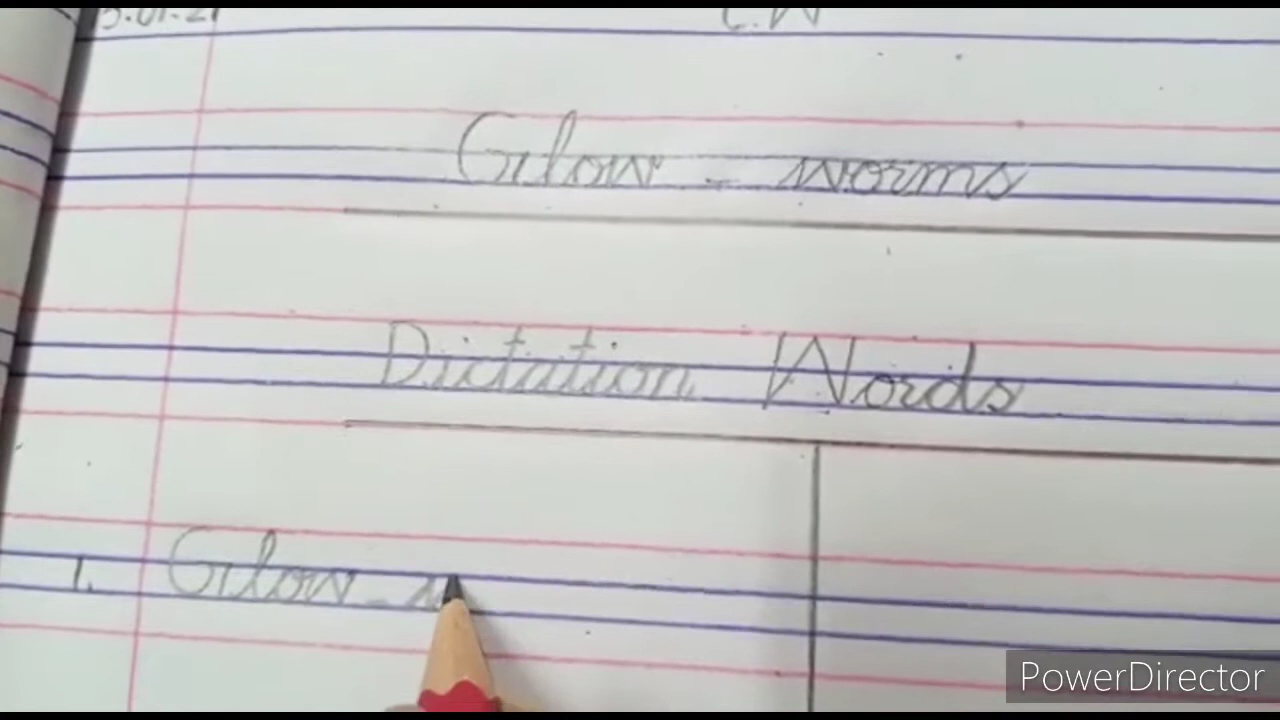 C.W
Glow - worms
Dictation Words
1. Glow - w
PowerDirector